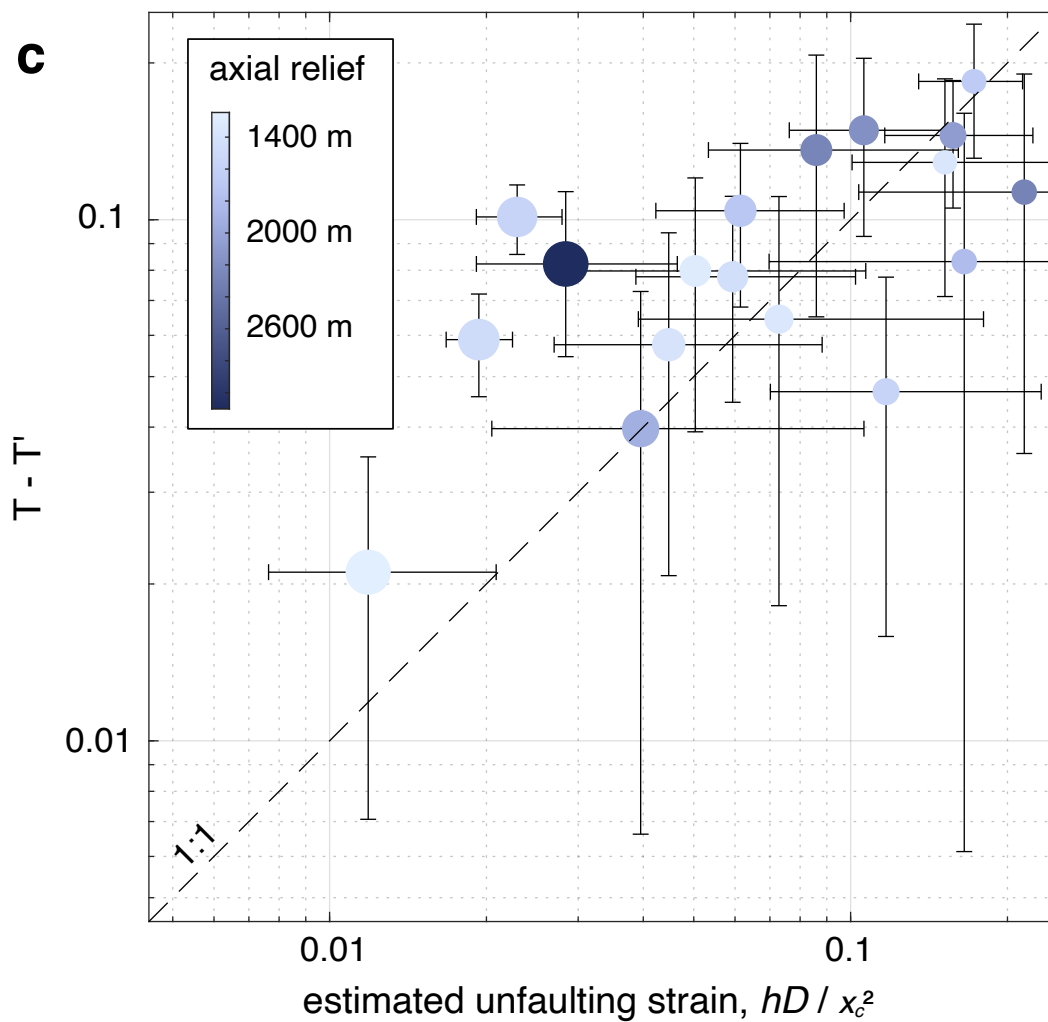 c
axial relief
1400 m
2000 m
2600 m
0.1
T - T'
0.01
1:1
0.01
0.1
estimated unfaulting strain, hD / x_c²